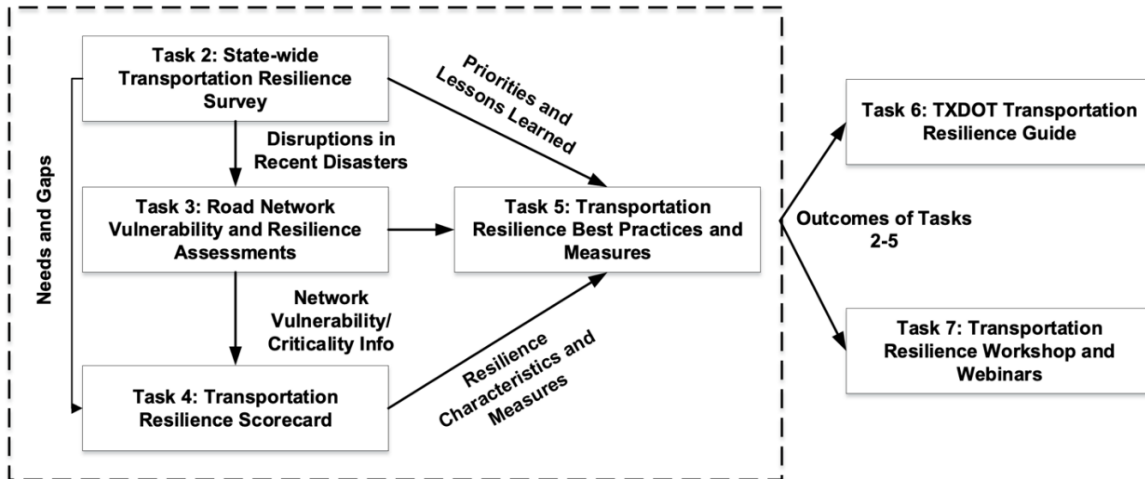 Task 2: State-wide
Transportation Resilience
Survey
Priorities and
Lessons Learned
Disruptions in
Recent Disasters
Needs and Gaps
Task 3: Road Network
Vulnerability and Resilience
Assessments
Task 5: Transportation
Resilience Best Practices and
Measures
Network
Vulnerability/
Criticality Info
Resilience
Characteristics and
Measures
Task 4: Transportation
Resilience Scorecard
Task 6: TXDOT Transportation
Resilience Guide
Outcomes of Tasks
2-5
Task 7: Transportation
Resilience Workshop and
Webinars